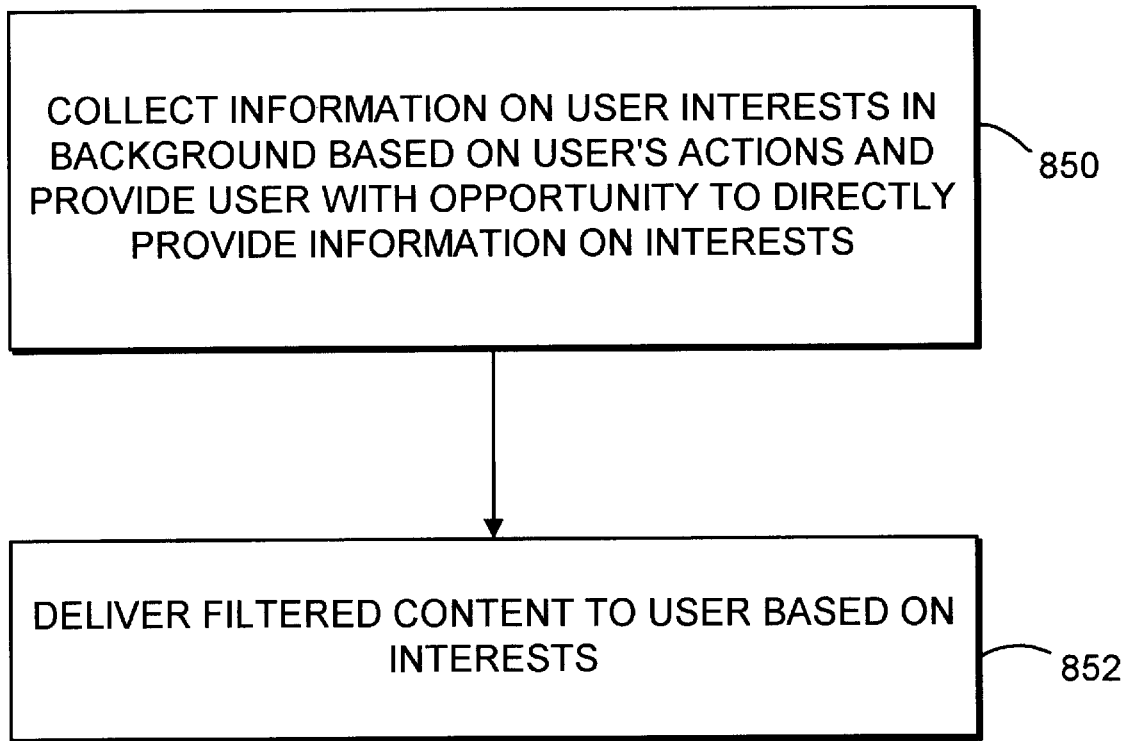 COLLECT INFORMATION ON USER INTERESTS IN
BACKGROUND BASED ON USER'S ACTIONS AND
PROVIDE USER WITH OPPORTUNITY TO DIRECTLY
PROVIDE INFORMATION ON INTERESTS
850
DELIVER FILTERED CONTENT TO USER BASED ON
INTERESTS
852